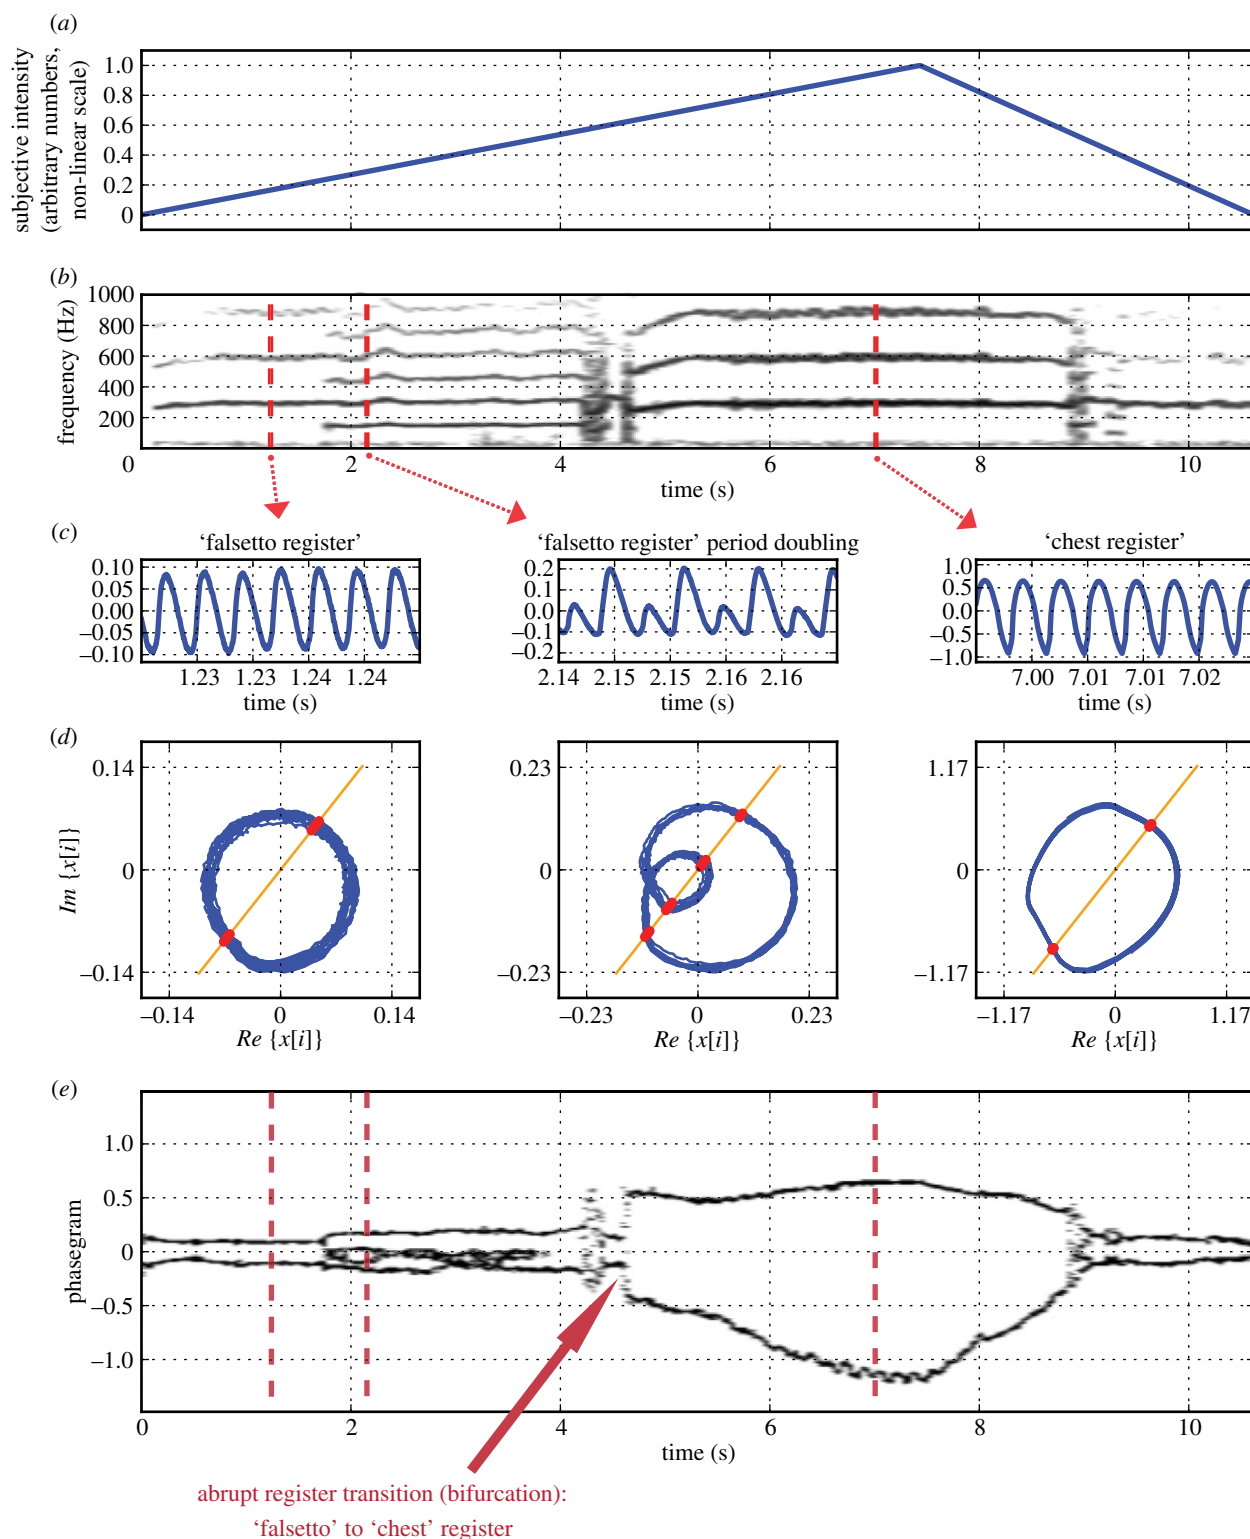 (a)
subjective intensity
(arbitrary numbers,
non-linear scale)
1.0
0.8
0.6
0.4
0.2
0
(b)
frequency (Hz)
1000
800
600
400
200
0 2 4 6 8 10
time (s)
(c)
‘falsetto register’
0.10
0.05
0.00
−0.05
−0.10
1.23 1.23 1.24 1.24
time (s)
‘falsetto register’ period doubling
0.2
0.1
0.0
−0.1
−0.2
2.14 2.15 2.15 2.16 2.16
time (s)
‘chest register’
1.0
0.5
0
−0.5
−1.0
7.00 7.01 7.01 7.02
time (s)
(d)
Im {x[i]}
0.14
0
−0.14
−0.14 0 0.14
Re {x[i]}
0.23
0
−0.23
−0.23 0 0.23
Re {x[i]}
1.17
0
−1.17
−1.17 0 1.17
Re {x[i]}
(e)
phasegram
1.0
0.5
0
−0.5
−1.0
0 2 4 6 8 10
time (s)
abrupt register transition (bifurcation):
‘falsetto’ to ‘chest’ register